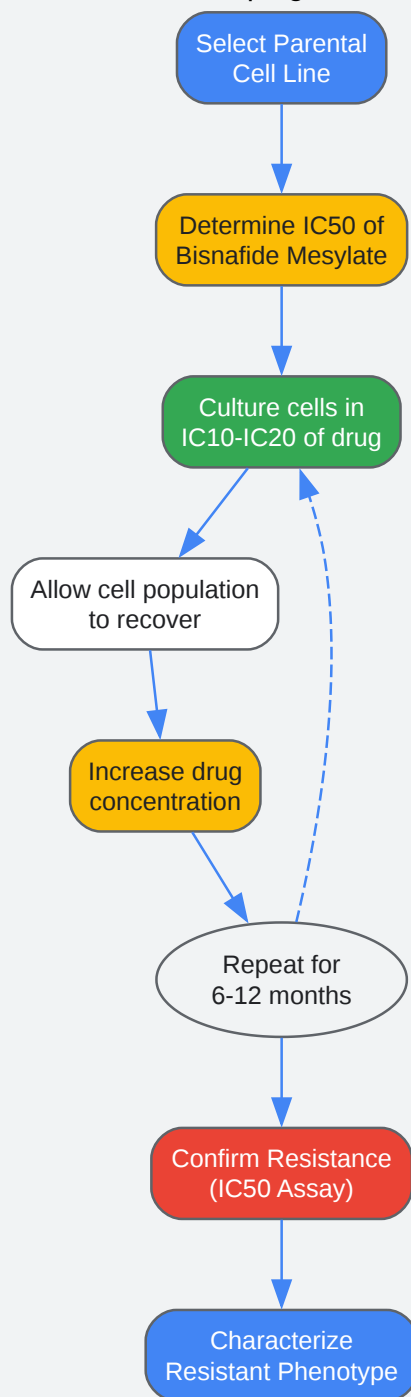 Select Parental
Cell Line
Determine IC50 of
Bisnafide Mesylate
Culture cells in
IC10-IC20 of drug
Allow cell population
to recover
Increase drug
concentration
Repeat for
6-12 months
Confirm Resistance
(IC50 Assay)
Characterize
Resistant Phenotype